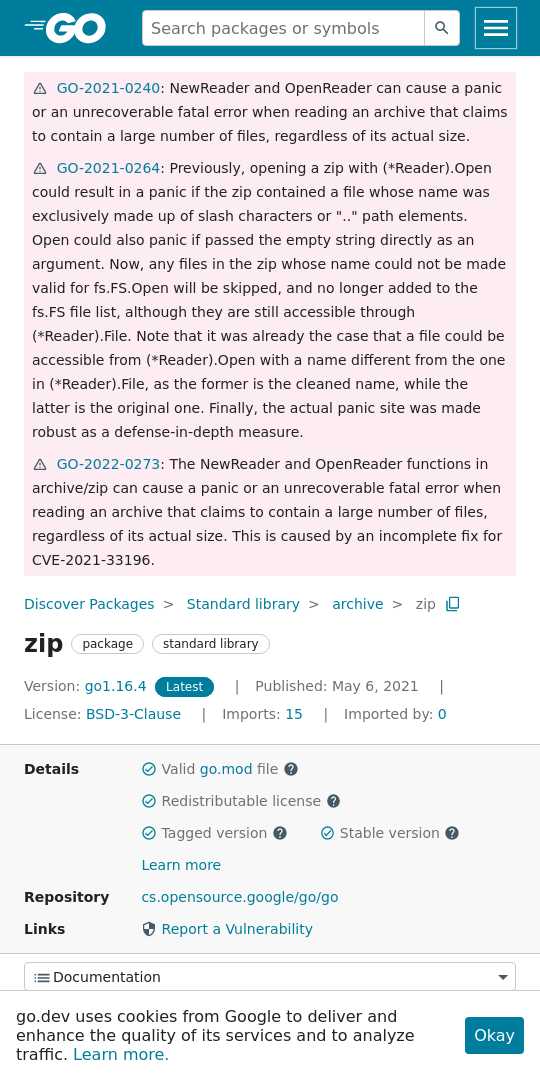 GO
Search packages or symbols
GO-2021-0240: NewReader and OpenReader can cause a panic
or an unrecoverable fatal error when reading an archive that claims
to contain a large number of files, regardless of its actual size.
GO-2021-0264: Previously, opening a zip with (*Reader).Open
could result in a panic if the zip contained a file whose name was
exclusively made up of slash characters or ".." path elements.
Open could also panic if passed the empty string directly as an
argument. Now, any files in the zip whose name could not be made
valid for fs.FS.Open will be skipped, and no longer added to the
fs.FS file list, although they are still accessible through
(*Reader).File. Note that it was already the case that a file could be
accessible from (*Reader).Open with a name different from the one
in (*Reader).File, as the former is the cleaned name, while the
latter is the original one. Finally, the actual panic site was made
robust as a defense-in-depth measure.
GO-2022-0273: The NewReader and OpenReader functions in
archive/zip can cause a panic or an unrecoverable fatal error when
reading an archive that claims to contain a large number of files,
regardless of its actual size. This is caused by an incomplete fix for
CVE-2021-33196.
Discover Packages > Standard library > archive > zip
zip package standard library
Version: go1.16.4 Latest | Published: May 6, 2021 |
License: BSD-3-Clause | Imports: 15 | Imported by: 0
Details Valid go.mod file
Redistributable license
Tagged version Stable version
Learn more
Repository cs.opensource.google/go/go
Links Report a Vulnerability
Documentation
go.dev uses cookies from Google to deliver and
enhance the quality of its services and to analyze
traffic. Learn more.
Okay